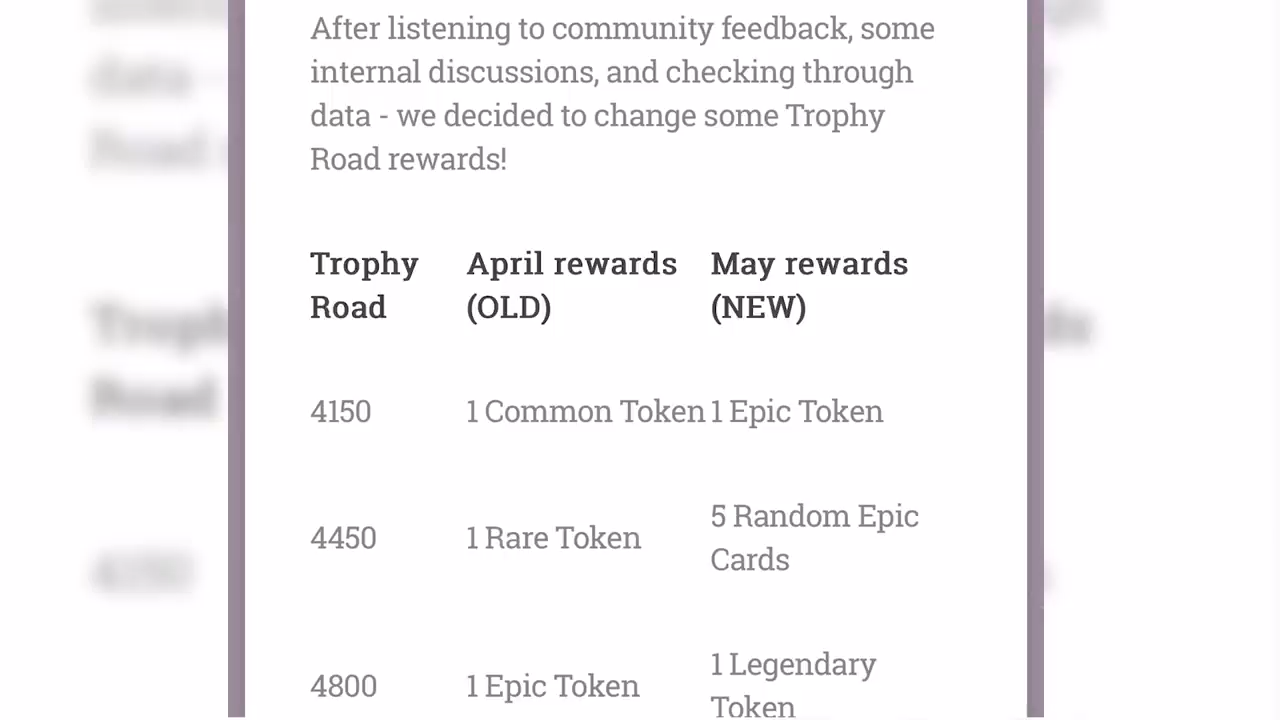 After listening to community feedback, some
internal discussions, and checking through
data - we decided to change some Trophy
Road rewards!
Trophy Road April rewards (OLD) May rewards (NEW)
4150 1 Common Token 1 Epic Token
4450 1 Rare Token 5 Random Epic Cards
4800 1 Epic Token 1 Legendary Token